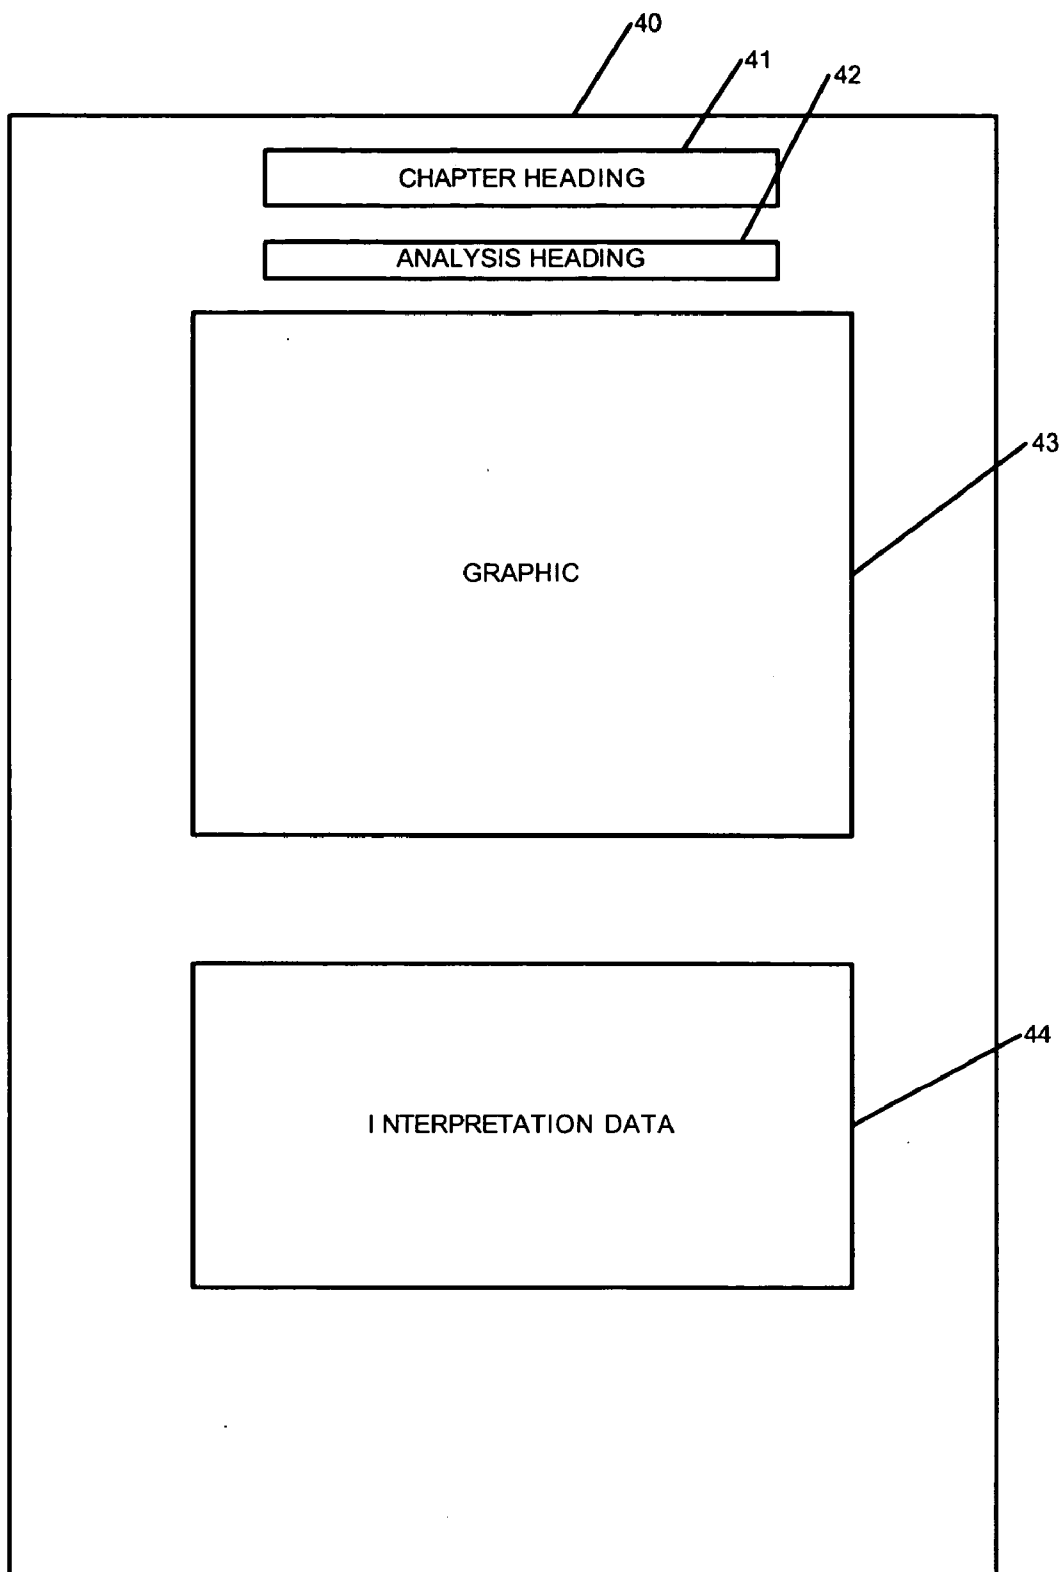 40
41
42
CHAPTER HEADING
ANALYSIS HEADING
43
GRAPHIC
44
INTERPRETATION DATA